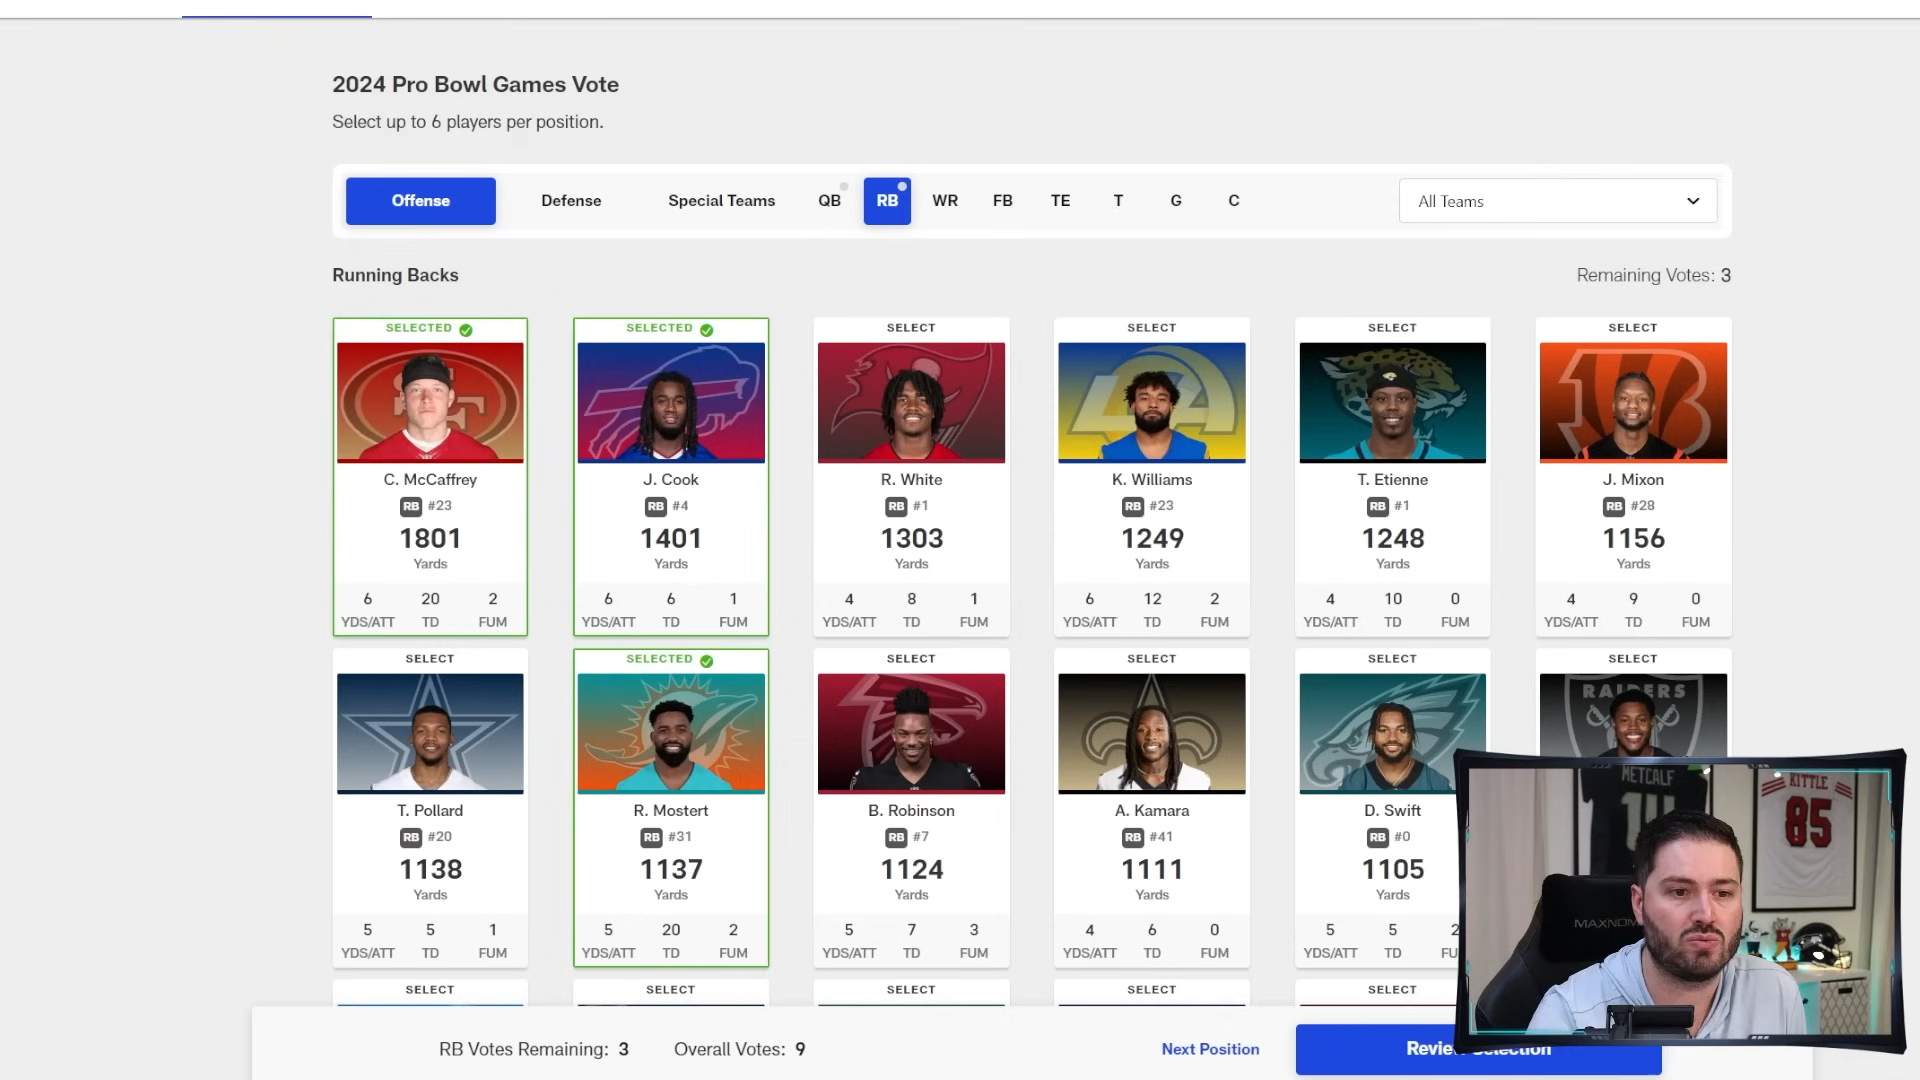 2024 Pro Bowl Games Vote
Select up to 6 players per position.
Offense Defense Special Teams QB RB WR FB TE T G C All Teams
Running Backs Remaining Votes: 3
SELECTED SELECTED SELECT SELECT SELECT SELECT
C. McCaffrey J. Cook R. White K. Williams T. Etienne J. Mixon
RB #23 RB #4 RB #1 RB #23 RB #1 RB #28
1801 1401 1303 1249 1248 1156
Yards Yards Yards Yards Yards Yards
6 20 2 6 6 1 4 8 1 6 12 2 4 10 0 4 9 0
YDS/ATT TD FUM YDS/ATT TD FUM YDS/ATT TD FUM YDS/ATT TD FUM YDS/ATT TD FUM YDS/ATT TD FUM
SELECT SELECTED SELECT SELECT SELECT SELECT
RAIDERS
T. Pollard R. Mostert B. Robinson A. Kamara D. Swift
RB #20 RB #31 RB #7 RB #41 RB #0
1138 1137 1124 1111 1105
Yards Yards Yards Yards Yards
5 5 1 5 20 2 5 7 3 4 6 0 5 5 2
YDS/ATT TD FUM YDS/ATT TD FUM YDS/ATT TD FUM YDS/ATT TD FUM YDS/ATT TD FU
SELECT SELECT SELECT SELECT SELECT
METCALF
KITTLE
85
MAXNOM
RB Votes Remaining: 3 Overall Votes: 9 Next Position Review Selection